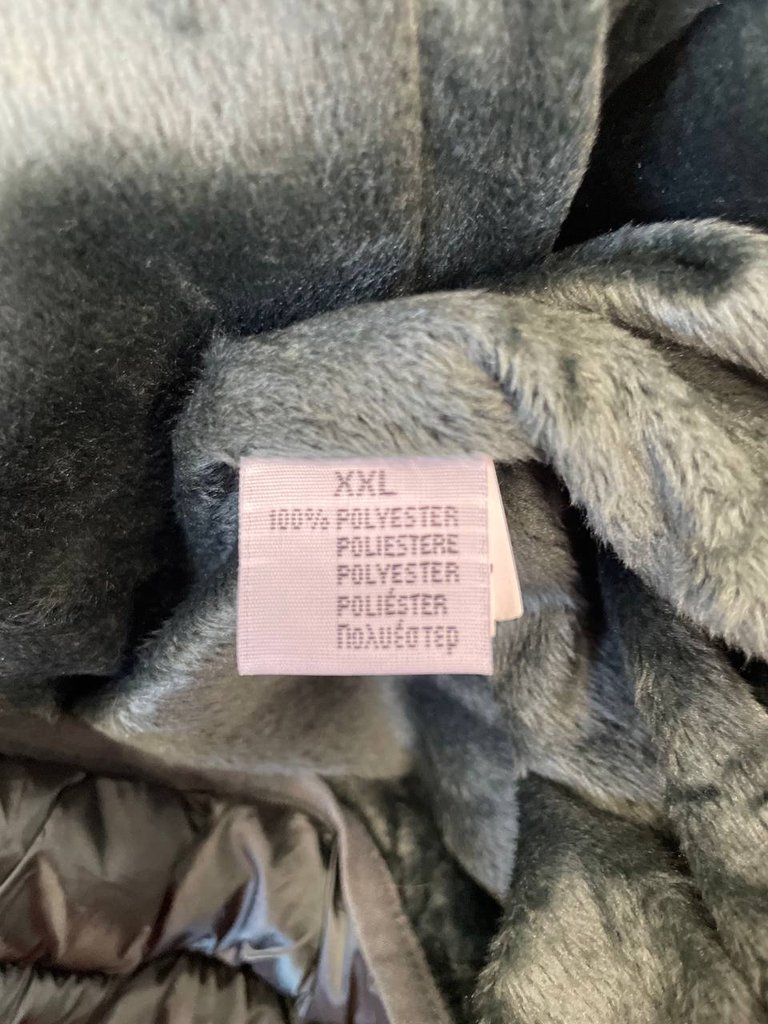 XXL
100% POLYESTER
POLIESTERE
POLYESTER
POLIÉSTER
Πολυέστερ